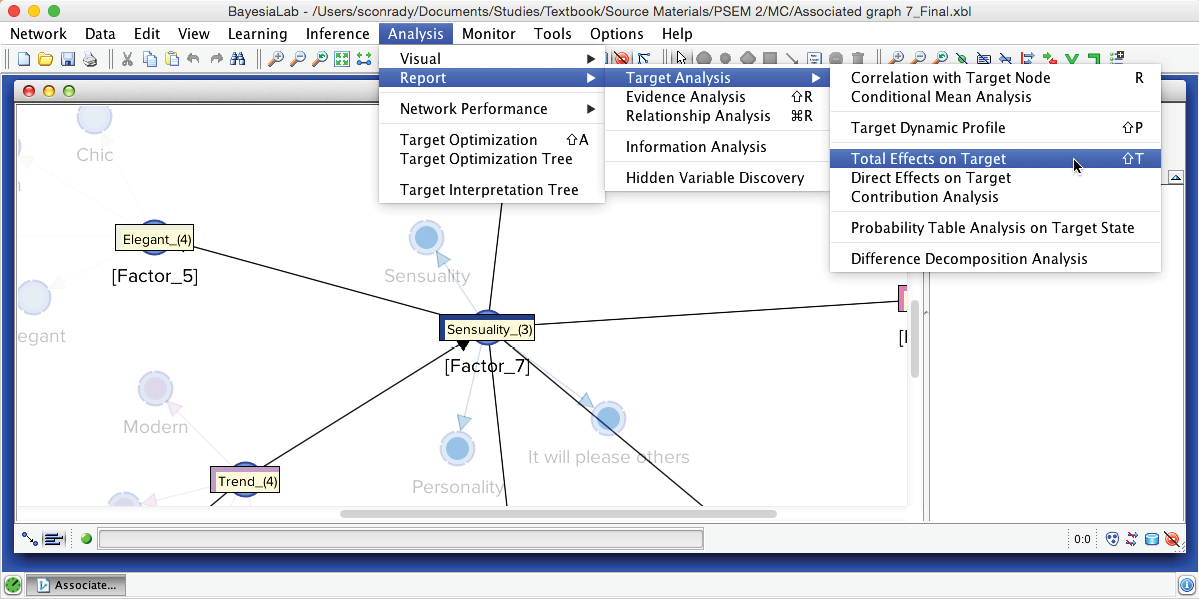 BayesiaLab - /Users/sconrady/Documents/Studies/Textbook/Source Materials/PSEM 2/MC/Associated graph 7_Final.xbl
Network Data Edit View Learning Inference Analysis Monitor Tools Options Help
Visual
Report
Network Performance
Target Optimization ⇧A
Target Optimization Tree
Target Interpretation Tree
Target Analysis
Evidence Analysis ⇧R
Relationship Analysis ⌘R
Information Analysis
Hidden Variable Discovery
Correlation with Target Node R
Conditional Mean Analysis
Target Dynamic Profile ⇧P
Total Effects on Target ⇧T
Direct Effects on Target
Contribution Analysis
Probability Table Analysis on Target State
Difference Decomposition Analysis
Chic
Elegant_(4)
[Factor_5]
Sensuality
egant
Sensuality_(3)
[Factor_7]
Modern
It will please others
Trend_(4)
Personality
0:0
Associate...